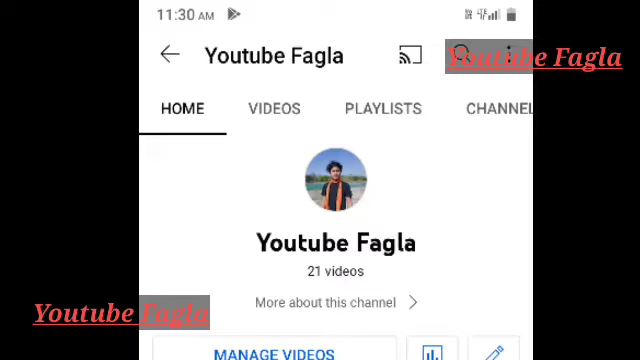 11:30 AM
Youtube Fagla
Youtube Fagla
HOME VIDEOS PLAYLISTS CHANNEL
Youtube Fagla
21 videos
More about this channel
Youtube Fagla
MANAGE VIDEOS